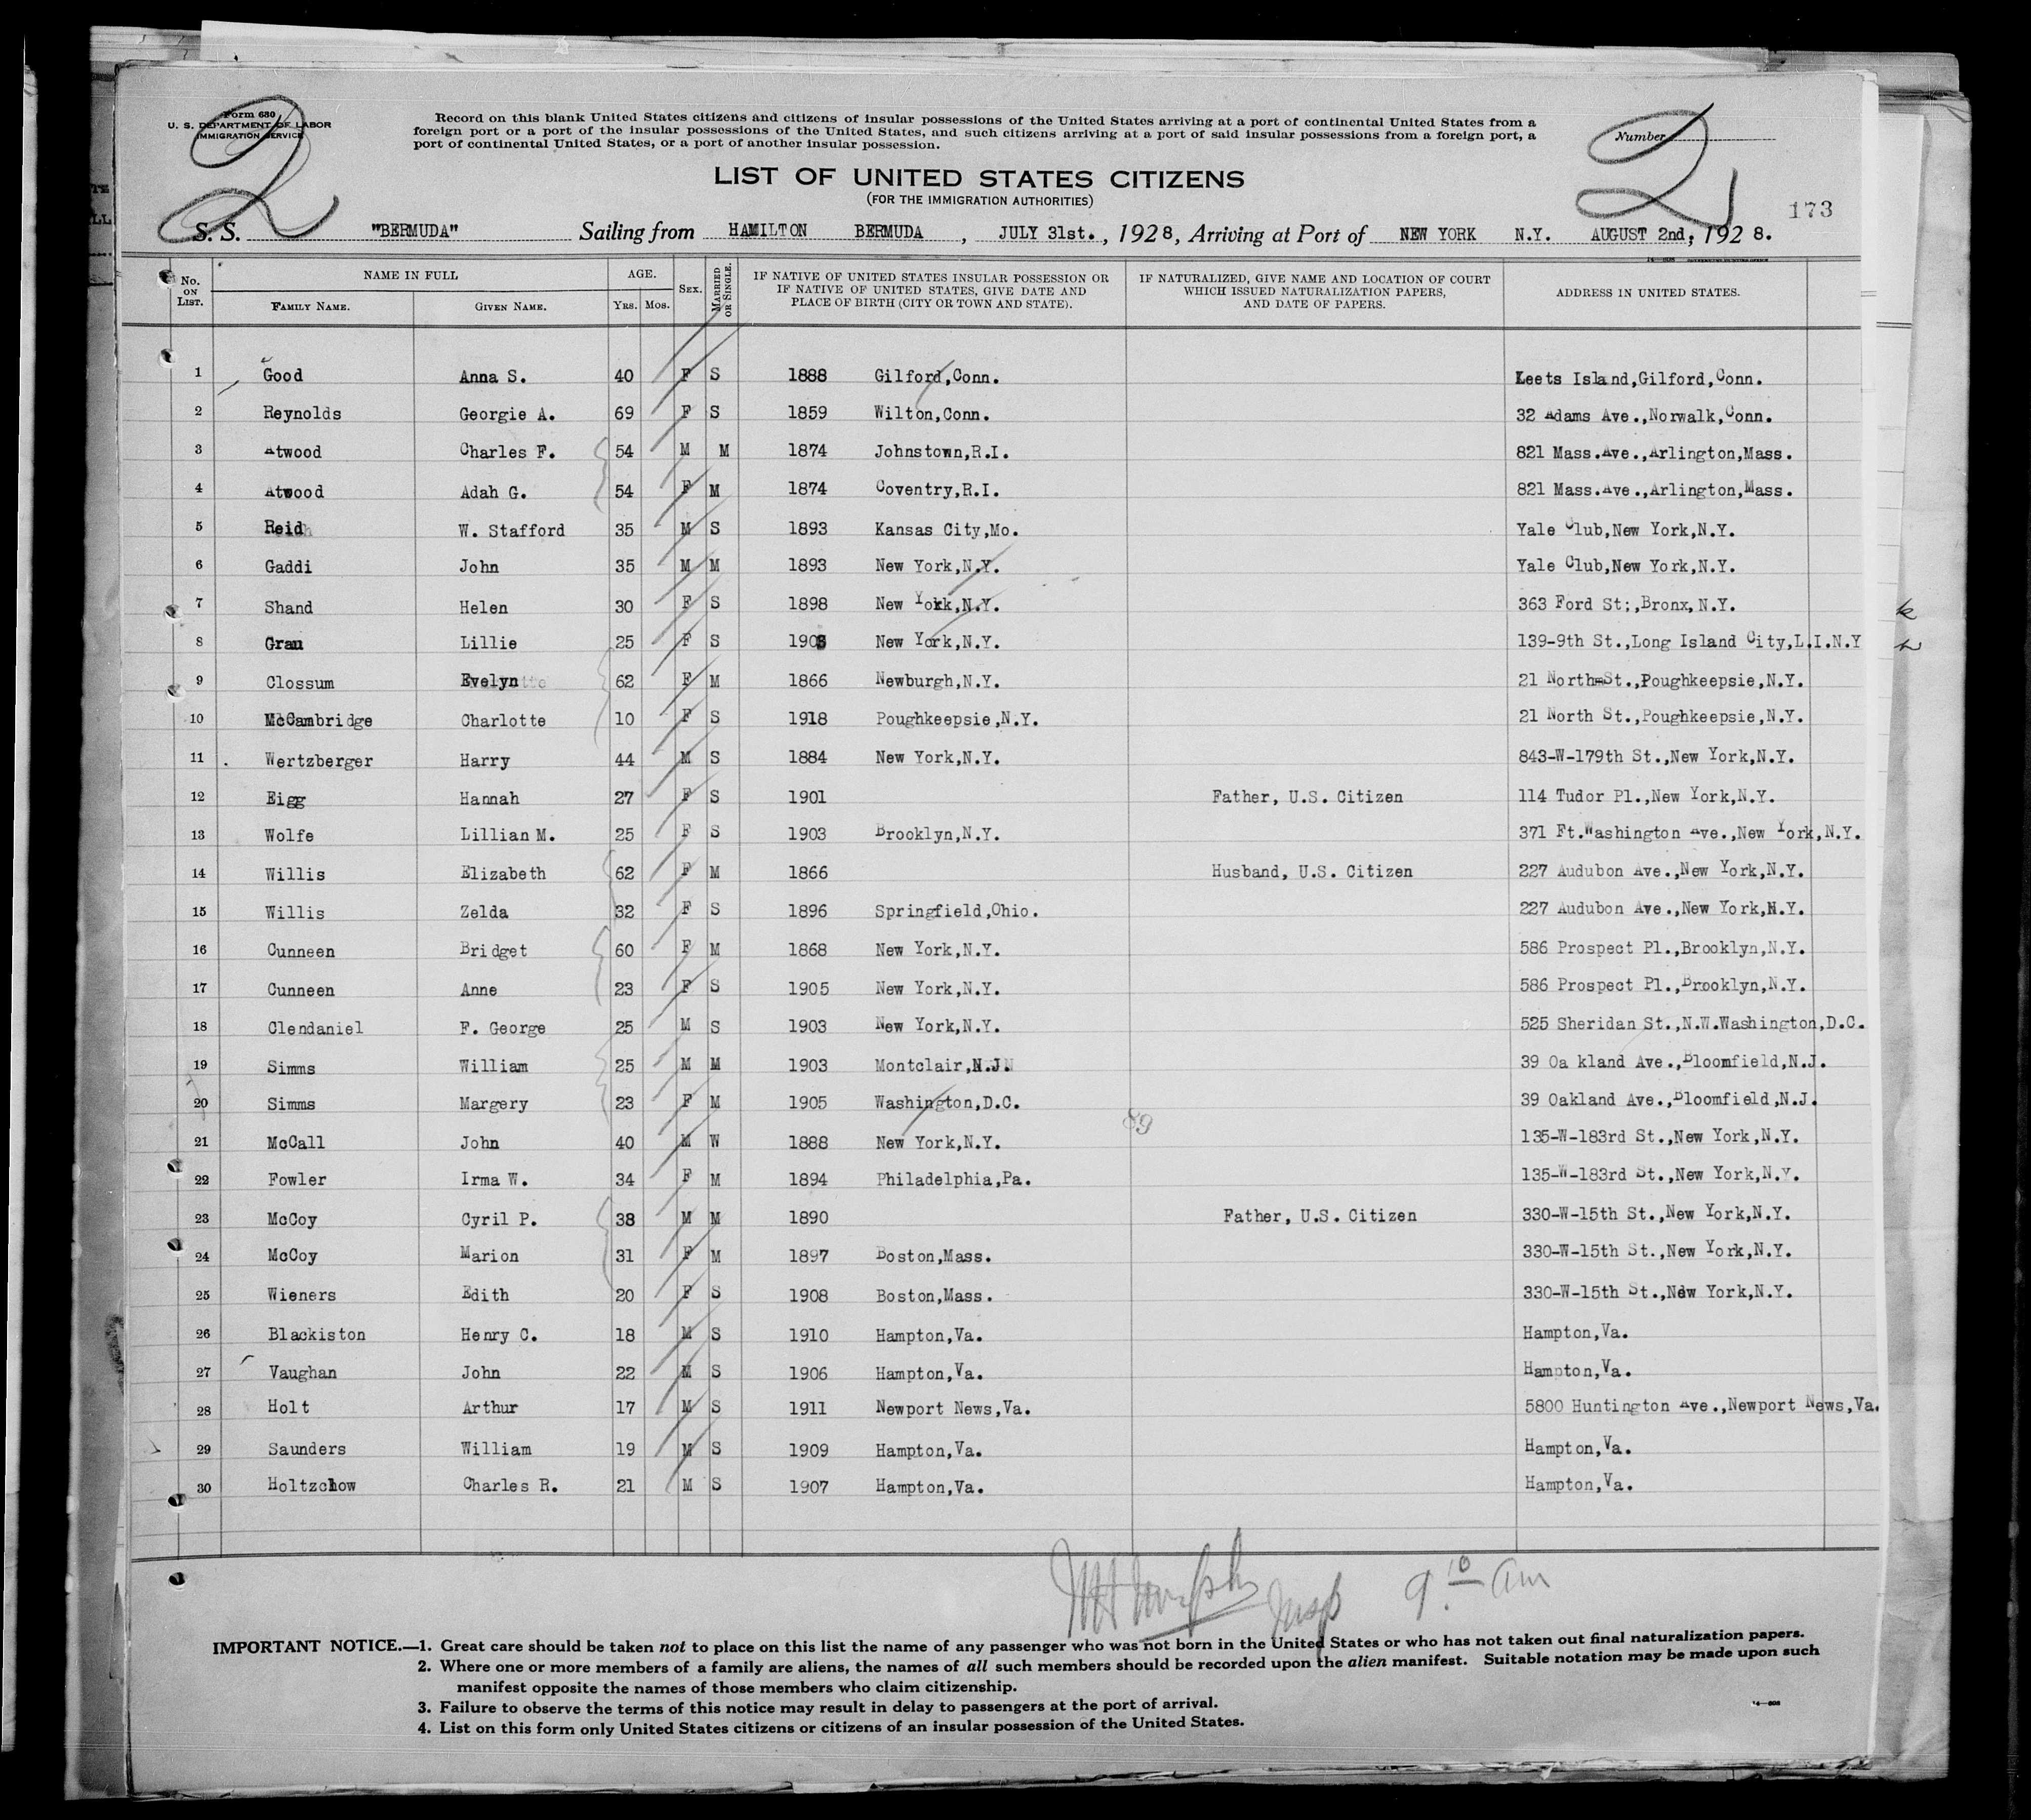 Form 630
U. S. DEPARTMENT OF LABOR
IMMIGRATION SERVICE
2
Record on this blank United States citizens and citizens of insular possessions of the United States arriving at a port of continental United States from a
foreign port or a port of the insular possessions of the United States, and such citizens arriving at a port of said insular possessions from a foreign port, a
port of continental United States, or a port of another insular possession.
Number
2
LIST OF UNITED STATES CITIZENS
(FOR THE IMMIGRATION AUTHORITIES)
173
S. S. "BERMUDA" Sailing from HAMILTON BERMUDA , JULY 31st. , 1928, Arriving at Port of NEW YORK N.Y. AUGUST 2nd, 1928.
No. ON LIST. NAME IN FULL AGE. SEX. MARRIED OR SINGLE. IF NATIVE OF UNITED STATES INSULAR POSSESSION OR IF NATIVE OF UNITED STATES, GIVE DATE AND PLACE OF BIRTH (CITY OR TOWN AND STATE). IF NATURALIZED, GIVE NAME AND LOCATION OF COURT WHICH ISSUED NATURALIZATION PAPERS, AND DATE OF PAPERS. ADDRESS IN UNITED STATES.
FAMILY NAME. GIVEN NAME. YRS. MOS.
1 Good Anna S. 40 F S 1888 Gilford,Conn. Leets Island,Gilford,Conn.
2 Reynolds Georgie A. 69 F S 1859 Wilton,Conn. 32 Adams Ave.,Norwalk,Conn.
3 Atwood Charles F. 54 M M 1874 Johnstown,R.I. 821 Mass.Ave.,Arlington,Mass.
4 Atwood Adah G. 54 F M 1874 Coventry,R.I. 821 Mass.Ave.,Arlington,Mass.
5 Reid W. Stafford 35 M S 1893 Kansas City,Mo. Yale Club,New York,N.Y.
6 Gaddi John 35 M M 1893 New York,N.Y. Yale Club,New York,N.Y.
7 Shand Helen 30 F S 1898 New York,N.Y. 363 Ford St;,Bronx,N.Y.
8 Grau Lillie 25 F S 1903 New York,N.Y. 139-9th St.,Long Island City,L.I.N.Y
9 Clossum Evelyn 62 F M 1866 Newburgh,N.Y. 21 North St.,Poughkeepsie,N.Y.
10 McCambridge Charlotte 10 F S 1918 Poughkeepsie,N.Y. 21 North St.,Poughkeepsie,N.Y.
11 Wertzberger Harry 44 M S 1884 New York,N.Y. 843-W-179th St.,New York,N.Y.
12 Eigg Hannah 27 F S 1901 Father, U.S. Citizen 114 Tudor Pl.,New York,N.Y.
13 Wolfe Lillian M. 25 F S 1903 Brooklyn,N.Y. 371 Ft.Washington Ave.,New York,N.Y.
14 Willis Elizabeth 62 F M 1866 Husband, U.S. Citizen 227 Audubon Ave.,New York,N.Y.
15 Willis Zelda 32 F S 1896 Springfield,Ohio. 227 Audubon Ave.,New York,N.Y.
16 Cunneen Bridget 60 F M 1868 New York,N.Y. 586 Prospect Pl.,Brooklyn,N.Y.
17 Cunneen Anne 23 F S 1905 New York,N.Y. 586 Prospect Pl.,Brooklyn,N.Y.
18 Clendaniel F. George 25 M S 1903 New York,N.Y. 525 Sheridan St.,N.W.Washington,D.C.
19 Simms William 25 M M 1903 Montclair,N.J. 39 Oa kland Ave.,Bloomfield,N.J.
20 Simms Margery 23 F M 1905 Washington,D.C. 39 Oakland Ave.,Bloomfield,N.J.
89
21 McCall John 40 M W 1888 New York,N.Y. 135-W-183rd St.,New York,N.Y.
22 Fowler Irma W. 34 F M 1894 Philadelphia,Pa. 135-W-183rd St.,New York,N.Y.
23 McCoy Cyril P. 38 M M 1890 Father, U.S. Citizen 330-W-15th St.,New York,N.Y.
24 McCoy Marion 31 F M 1897 Boston,Mass. 330-W-15th St.,New York,N.Y.
25 Wieners Edith 20 F S 1908 Boston,Mass. 330-W-15th St.,New York,N.Y.
26 Blackiston Henry C. 18 M S 1910 Hampton,Va. Hampton,Va.
27 Vaughan John 22 M S 1906 Hampton,Va. Hampton,Va.
28 Holt Arthur 17 M S 1911 Newport News,Va. 5800 Huntington Ave.,Newport News,Va.
29 Saunders William 19 M S 1909 Hampton,Va. Hampton,Va.
30 Holtzchow Charles R. 21 M S 1907 Hampton,Va. Hampton,Va.
Insp 9.10 am
IMPORTANT NOTICE.—1. Great care should be taken not to place on this list the name of any passenger who was not born in the United States or who has not taken out final naturalization papers.
2. Where one or more members of a family are aliens, the names of all such members should be recorded upon the alien manifest. Suitable notation may be made upon such
manifest opposite the names of those members who claim citizenship.
3. Failure to observe the terms of this notice may result in delay to passengers at the port of arrival.
4. List on this form only United States citizens or citizens of an insular possession of the United States.